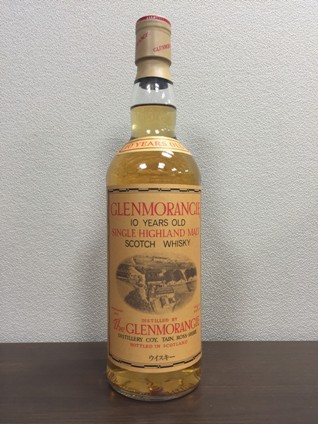 10 YEARS OLD
GLENMORANGIE
10 YEARS OLD
SINGLE HIGHLAND MALT
SCOTCH WHISKY
DISTILLED BY
The GLENMORANGIE
DISTILLERY COY, TAIN, ROSS-SHIRE
BOTTLED IN SCOTLAND
ウイスキー